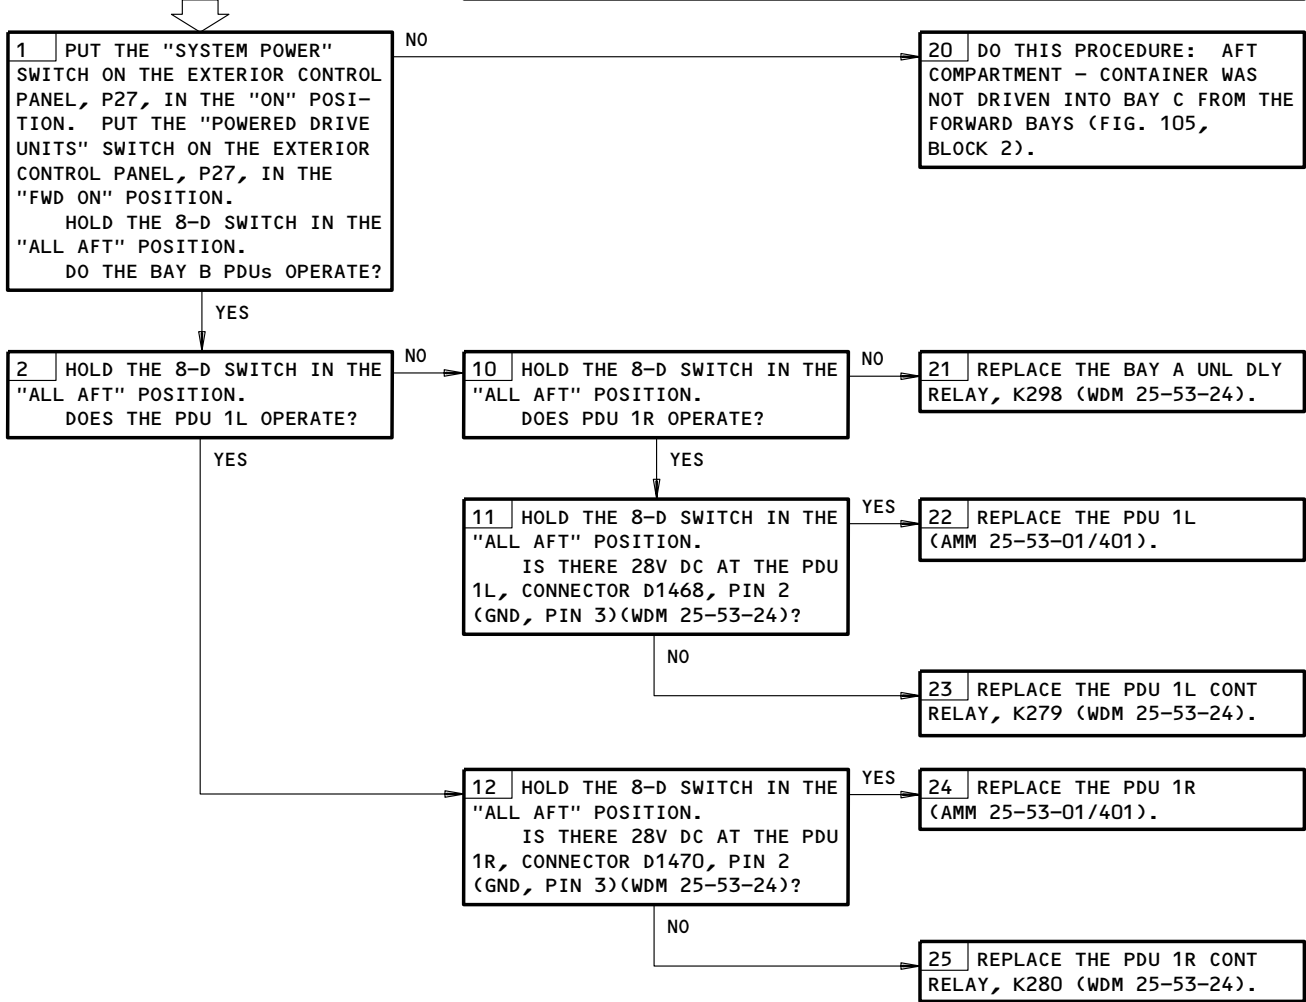 1 PUT THE "SYSTEM POWER"
SWITCH ON THE EXTERIOR CONTROL
PANEL, P27, IN THE "ON" POSI-
TION. PUT THE "POWERED DRIVE
UNITS" SWITCH ON THE EXTERIOR
CONTROL PANEL, P27, IN THE
"FWD ON" POSITION.
HOLD THE 8-D SWITCH IN THE
"ALL AFT" POSITION.
DO THE BAY B PDUs OPERATE?
NO
20 DO THIS PROCEDURE: AFT
COMPARTMENT - CONTAINER WAS
NOT DRIVEN INTO BAY C FROM THE
FORWARD BAYS (FIG. 105,
BLOCK 2).
YES
2 HOLD THE 8-D SWITCH IN THE
"ALL AFT" POSITION.
DOES THE PDU 1L OPERATE?
NO
10 HOLD THE 8-D SWITCH IN THE
"ALL AFT" POSITION.
DOES PDU 1R OPERATE?
NO
21 REPLACE THE BAY A UNL DLY
RELAY, K298 (WDM 25-53-24).
YES
YES
11 HOLD THE 8-D SWITCH IN THE
"ALL AFT" POSITION.
IS THERE 28V DC AT THE PDU
1L, CONNECTOR D1468, PIN 2
(GND, PIN 3)(WDM 25-53-24)?
YES
22 REPLACE THE PDU 1L
(AMM 25-53-01/401).
NO
23 REPLACE THE PDU 1L CONT
RELAY, K279 (WDM 25-53-24).
12 HOLD THE 8-D SWITCH IN THE
"ALL AFT" POSITION.
IS THERE 28V DC AT THE PDU
1R, CONNECTOR D1470, PIN 2
(GND, PIN 3)(WDM 25-53-24)?
YES
24 REPLACE THE PDU 1R
(AMM 25-53-01/401).
NO
25 REPLACE THE PDU 1R CONT
RELAY, K280 (WDM 25-53-24).